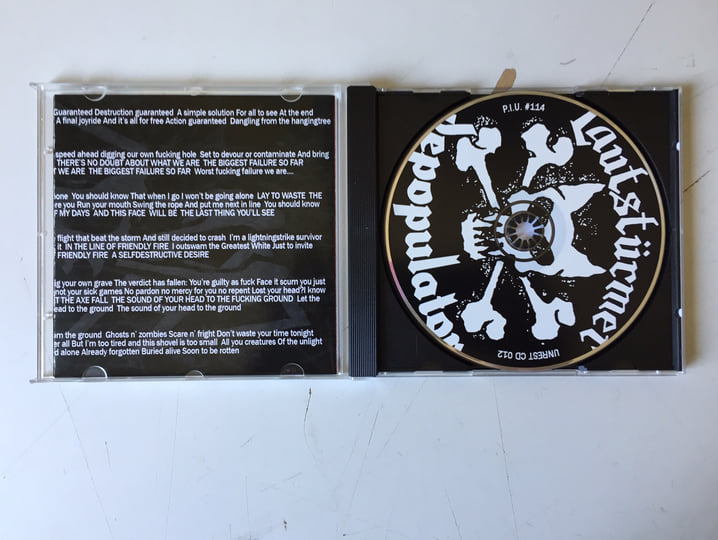 Guaranteed Destruction guaranteed A simple solution For all to see At the end
A final joyride And it's all for free Action guaranteed Dangling from the hangingtree
speed ahead digging our own fucking hole Set to devour or contaminate And bring
THERE'S NO DOUBT ABOUT WHAT WE ARE THE BIGGEST FAILURE SO FAR
WE ARE THE BIGGEST FAILURE SO FAR Worst fucking failure we are....
You should know That when I go I won't be going alone LAY TO WASTE THE
you Run your mouth Swing the rope And put me next in line You should know
MY DAYS AND THIS FACE WILL BE THE LAST THING YOU'LL SEE
flight that beat the storm And still decided to crash I'm a lightningstrike survivor
it IN THE LINE OF FRIENDLY FIRE I outswam the Greatest White Just to invite
FRIENDLY FIRE A SELFDESTRUCTIVE DESIRE
your own grave The verdict has fallen: You're guilty as fuck Face it scum you just
your sick games No pardon no mercy for you no repent Lost your head?I know
THE AXE FALL THE SOUND OF YOUR HEAD TO THE FUCKING GROUND Let the
to the ground The sound of your head to the ground
the ground Ghosts n' zombies Scare n' fright Don't waste your time tonight
all But I'm too tired and this shovel is too small All you creatures Of the unlight
alone Already forgotten Buried alive Soon to be rotten
P.I.U. #114
Lautstürmer
Depopulator
UNREST CD 012